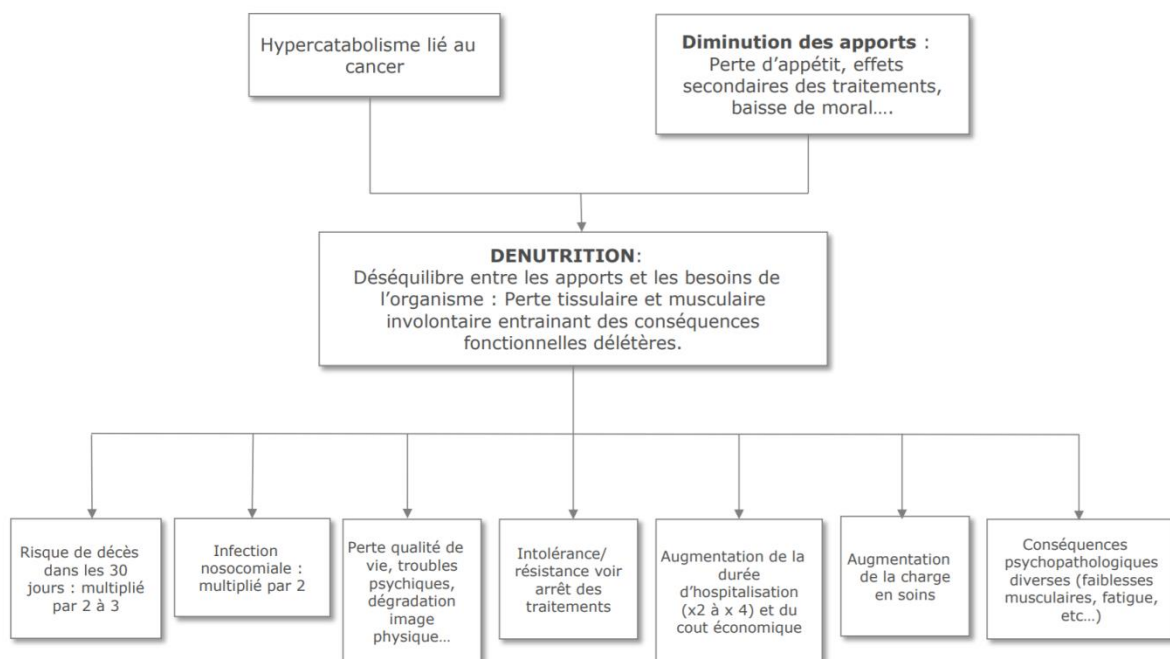 Hypercatabolisme lié au
cancer
Diminution des apports :
Perte d'appétit, effets
secondaires des traitements,
baisse de moral….
DENUTRITION:
Déséquilibre entre les apports et les besoins de
l'organisme : Perte tissulaire et musculaire
involontaire entrainant des conséquences
fonctionnelles délétères.
Risque de décès
dans les 30
jours : multiplié
par 2 à 3
Infection
nosocomiale :
multiplié par 2
Perte qualité de
vie, troubles
psychiques,
dégradation
image
physique…
Intolérance/
résistance voir
arrêt des
traitements
Augmentation de la
durée
d'hospitalisation
(x2 à x 4) et du
cout économique
Augmentation
de la charge
en soins
Conséquences
psychopathologiques
diverses (faiblesses
musculaires, fatigue,
etc…)